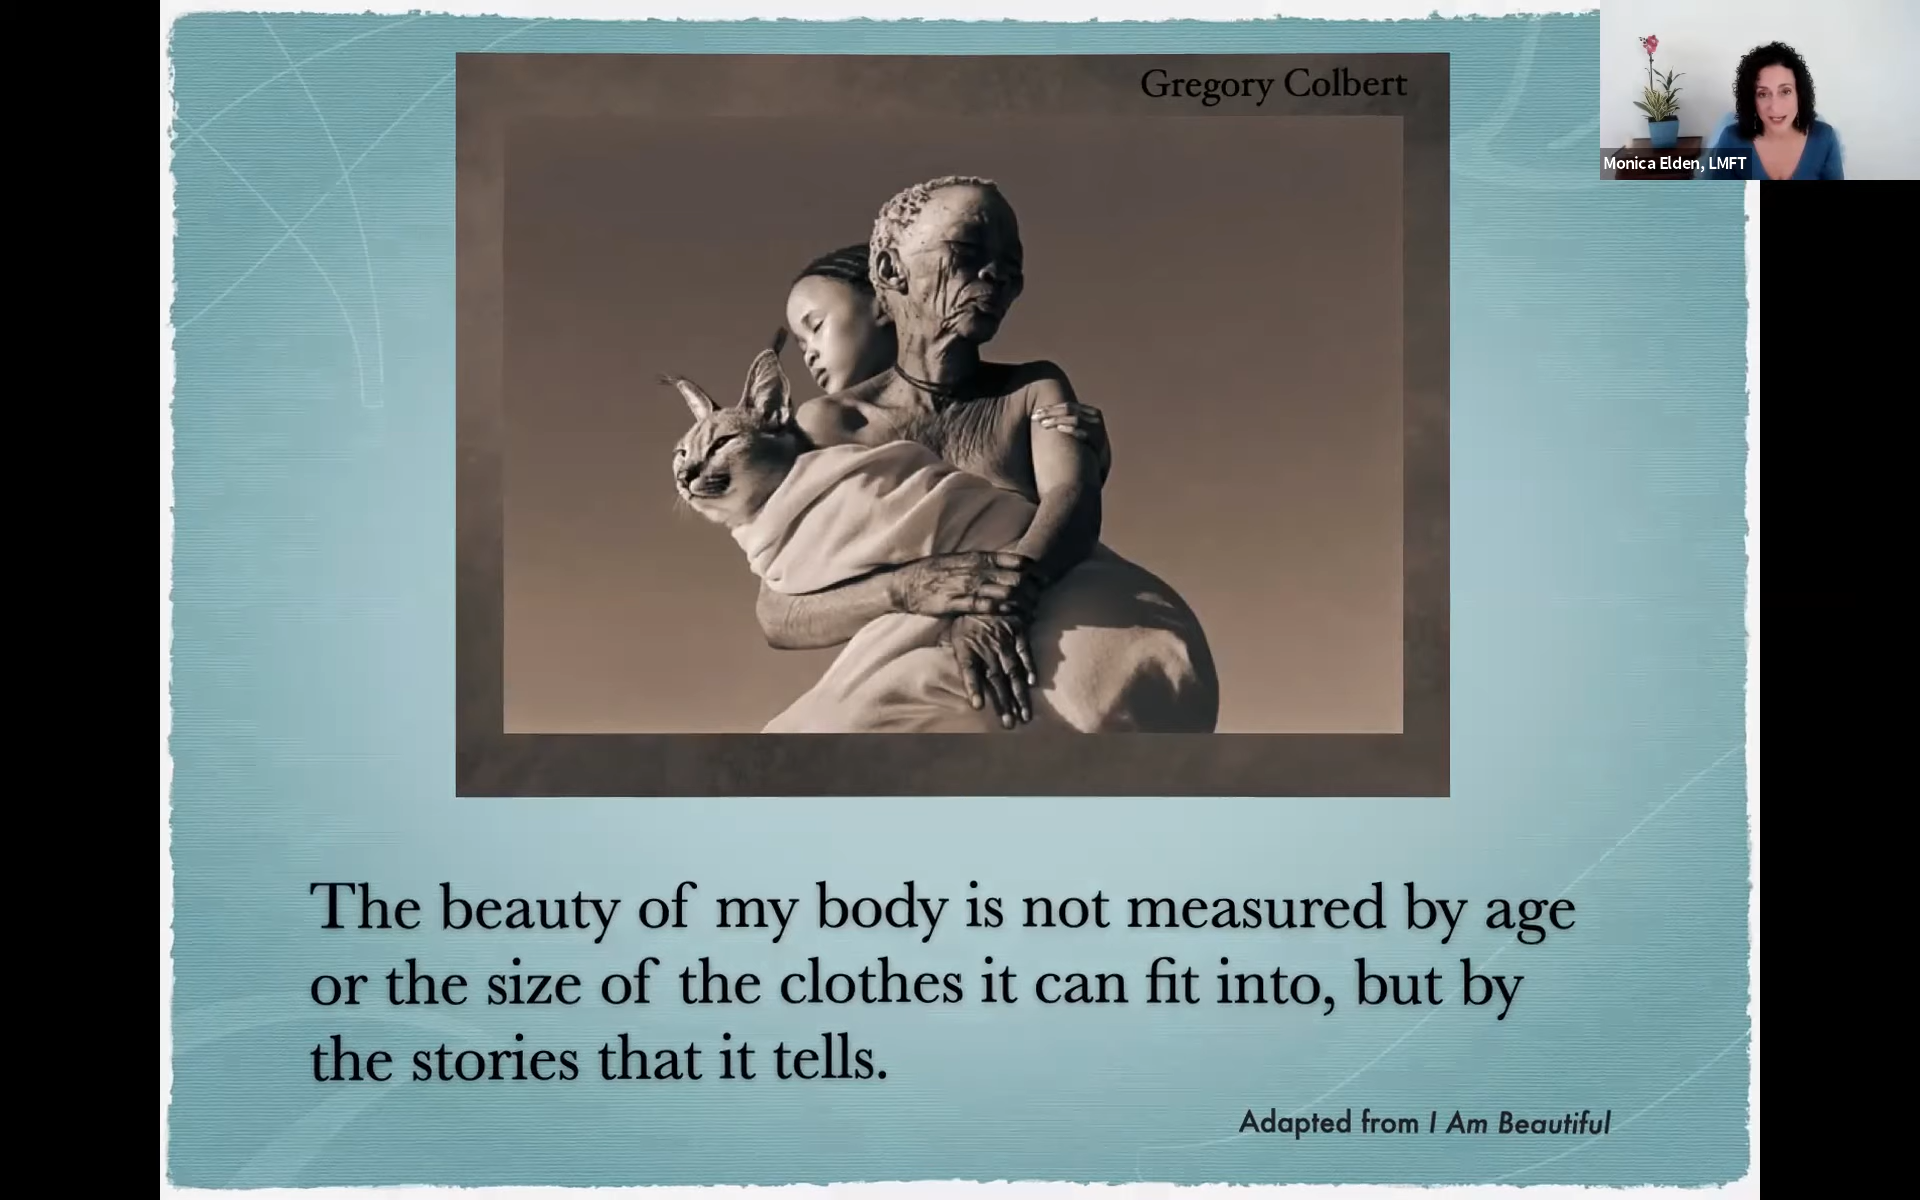 Gregory Colbert
Monica Elden, LMFT
The beauty of my body is not measured by age
or the size of the clothes it can fit into, but by
the stories that it tells.
Adapted from I Am Beautiful